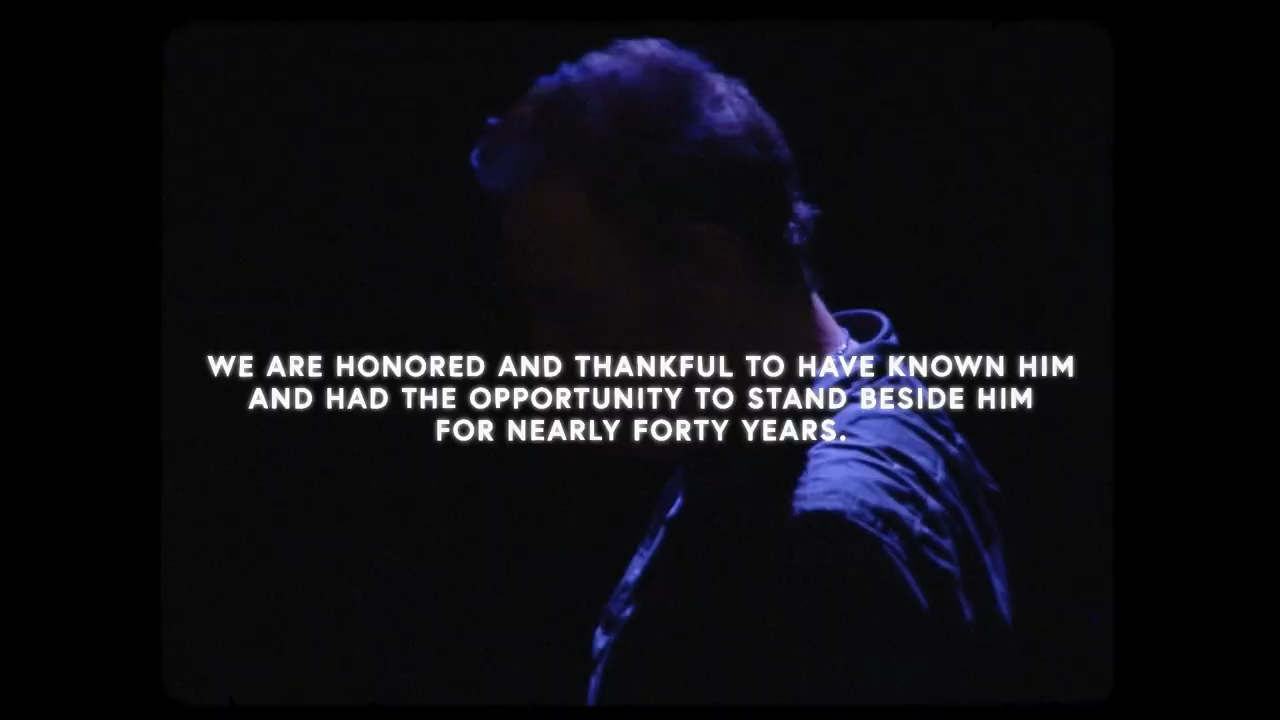 WE ARE HONORED AND THANKFUL TO HAVE KNOWN HIM
AND HAD THE OPPORTUNITY TO STAND BESIDE HIM
FOR NEARLY FORTY YEARS.